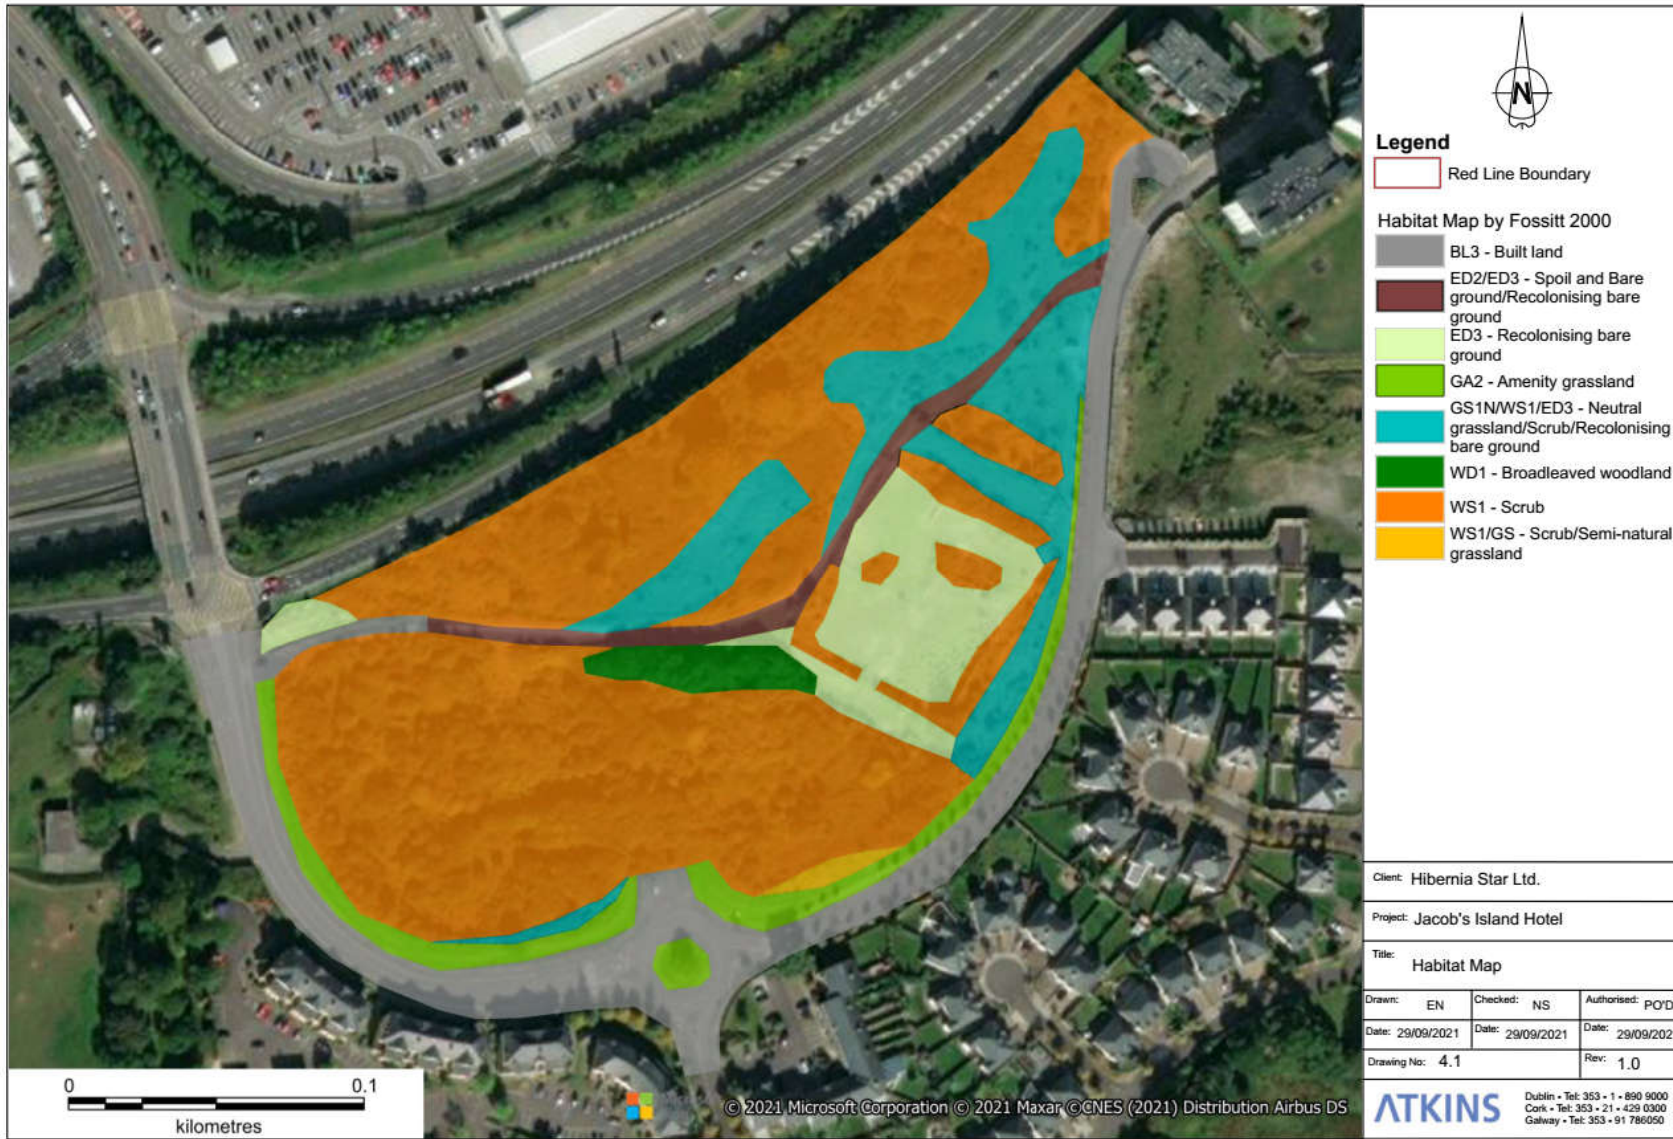 N
Legend
Red Line Boundary
Habitat Map by Fossitt 2000
BL3 - Built land
ED2/ED3 - Spoil and Bare
ground/Recolonising bare
ground
ED3 - Recolonising bare
ground
GA2 - Amenity grassland
GS1N/WS1/ED3 - Neutral
grassland/Scrub/Recolonising
bare ground
WD1 - Broadleaved woodland
WS1 - Scrub
WS1/GS - Scrub/Semi-natural
grassland
Client: Hibernia Star Ltd.
Project: Jacob's Island Hotel
Title: Habitat Map
Drawn: EN Checked: NS Authorised: PO'D
Date: 29/09/2021 Date: 29/09/2021 Date: 29/09/202
Drawing No: 4.1 Rev: 1.0
ATKINS
Dublin - Tel: 353 - 1 - 890 9000
Cork - Tel: 353 - 21 - 429 0300
Galway - Tel: 353 - 91 786050
0 0.1
kilometres
© 2021 Microsoft Corporation © 2021 Maxar ©CNES (2021) Distribution Airbus DS